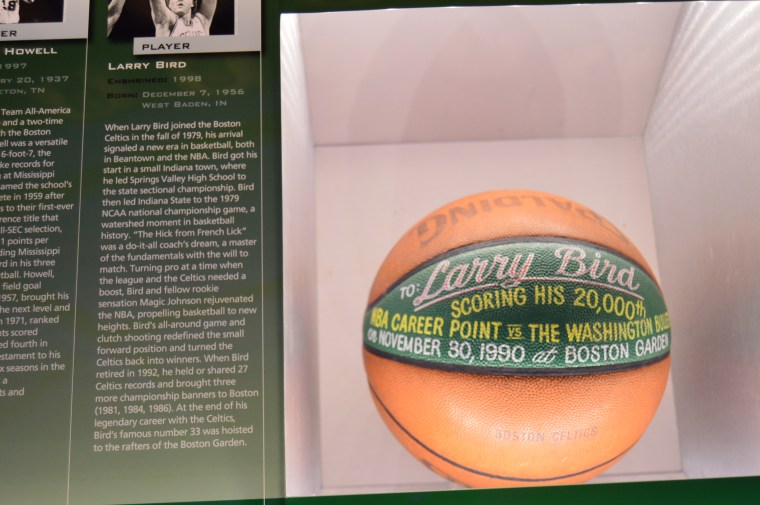 ER
HOWELL
1997
RY 20, 1937
ETON, TN
Team All-America
and a two-time
h the Boston
ell was a versatile
6-foot-7, the
ke records for
at Mississippi
amed the school's
ete in 1959 after
s to their first-ever
rence title that
ll-SEC selection,
1 points per
ding Mississippi
rd in his three
tball. Howell,
field goal
957, brought his
he next level and
n 1971, ranked
nts scored
ed fourth in
estament to his
x seasons in the
a
ts and
PLAYER
LARRY BIRD
ENSHRINED: 1998
BORN: DECEMBER 7, 1956
WEST BADEN, IN
When Larry Bird joined the Boston
Celtics in the fall of 1979, his arrival
signaled a new era in basketball, both
in Beantown and the NBA. Bird got his
start in a small Indiana town, where
he led Springs Valley High School to
the state sectional championship. Bird
then led Indiana State to the 1979
NCAA national championship game, a
watershed moment in basketball
history. "The Hick from French Lick"
was a do-it-all coach's dream, a master
of the fundamentals with the will to
match. Turning pro at a time when
the league and the Celtics needed a
boost, Bird and fellow rookie
sensation Magic Johnson rejuvenated
the NBA, propelling basketball to new
heights. Bird's all-around game and
clutch shooting redefined the small
forward position and turned the
Celtics back into winners. When Bird
retired in 1992, he held or shared 27
Celtics records and brought three
more championship banners to Boston
(1981, 1984, 1986). At the end of his
legendary career with the Celtics,
Bird's famous number 33 was hoisted
to the rafters of the Boston Garden.
SPALDING
TO: Larry Bird
SCORING HIS 20,000th
NBA CAREER POINT VS THE WASHINGTON BULLE
NOVEMBER 30, 1990 at BOSTON GARDEN
BOSTON CELTICS